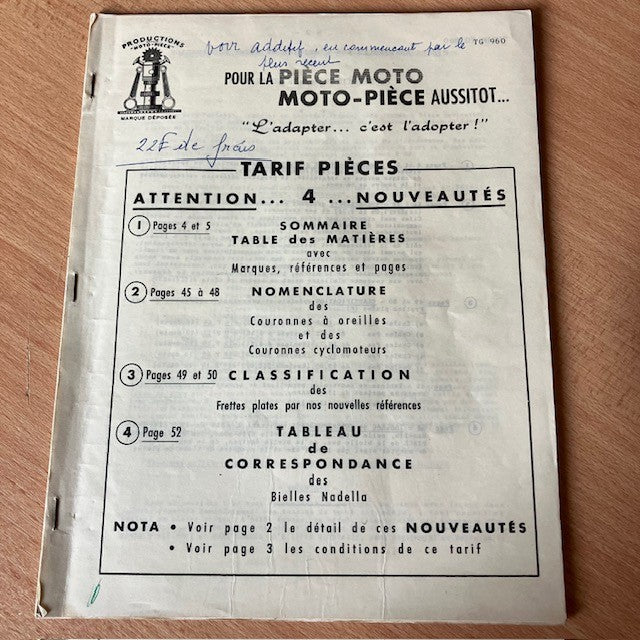 voir additif, en commencant par le
plus récent
TG 960
PRODUCTIONS
"MOTO-PIÈCE"
MARQUE DÉPOSÉE
POUR LA PIÈCE MOTO
MOTO-PIÈCE AUSSITOT...
"L'adapter... c'est l'adopter !"
22F de frais
TARIF PIÈCES
ATTENTION... 4 ...NOUVEAUTÉS
1 Pages 4 et 5
SOMMAIRE
TABLE des MATIÈRES
avec
Marques, références et pages
2 Pages 45 à 48
NOMENCLATURE
des
Couronnes à oreilles
et des
Couronnes cyclomoteurs
3 Pages 49 et 50
CLASSIFICATION
des
Frettes plates par nos nouvelles références
4 Page 52
TABLEAU
de
CORRESPONDANCE
des
Bielles Nadella
NOTA • Voir page 2 le détail de ces NOUVEAUTÉS
• Voir page 3 les conditions de ce tarif